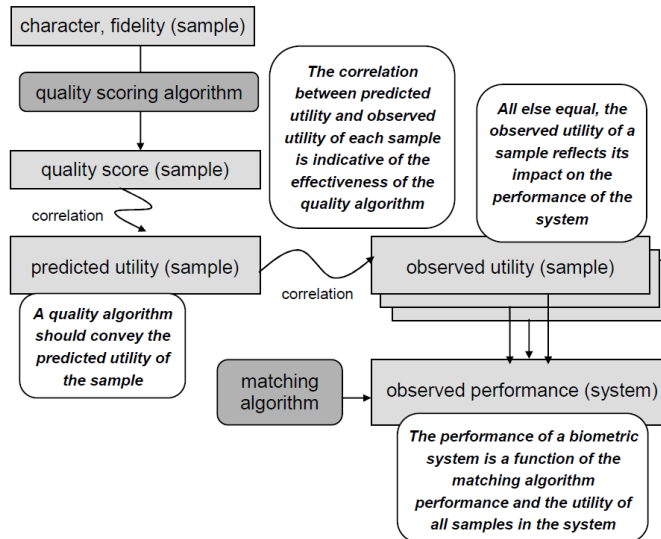 character, fidelity (sample)
quality scoring algorithm
quality score (sample)
correlation
predicted utility (sample)
A quality algorithm
should convey the
predicted utility of
the sample
The correlation
between predicted
utility and observed
utility of each sample
is indicative of the
effectiveness of the
quality algorithm
correlation
All else equal, the
observed utility of a
sample reflects its
impact on the
performance of the
system
observed utility (sample)
matching
algorithm
observed performance (system)
The performance of a biometric
system is a function of the
matching algorithm
performance and the utility of
all samples in the system